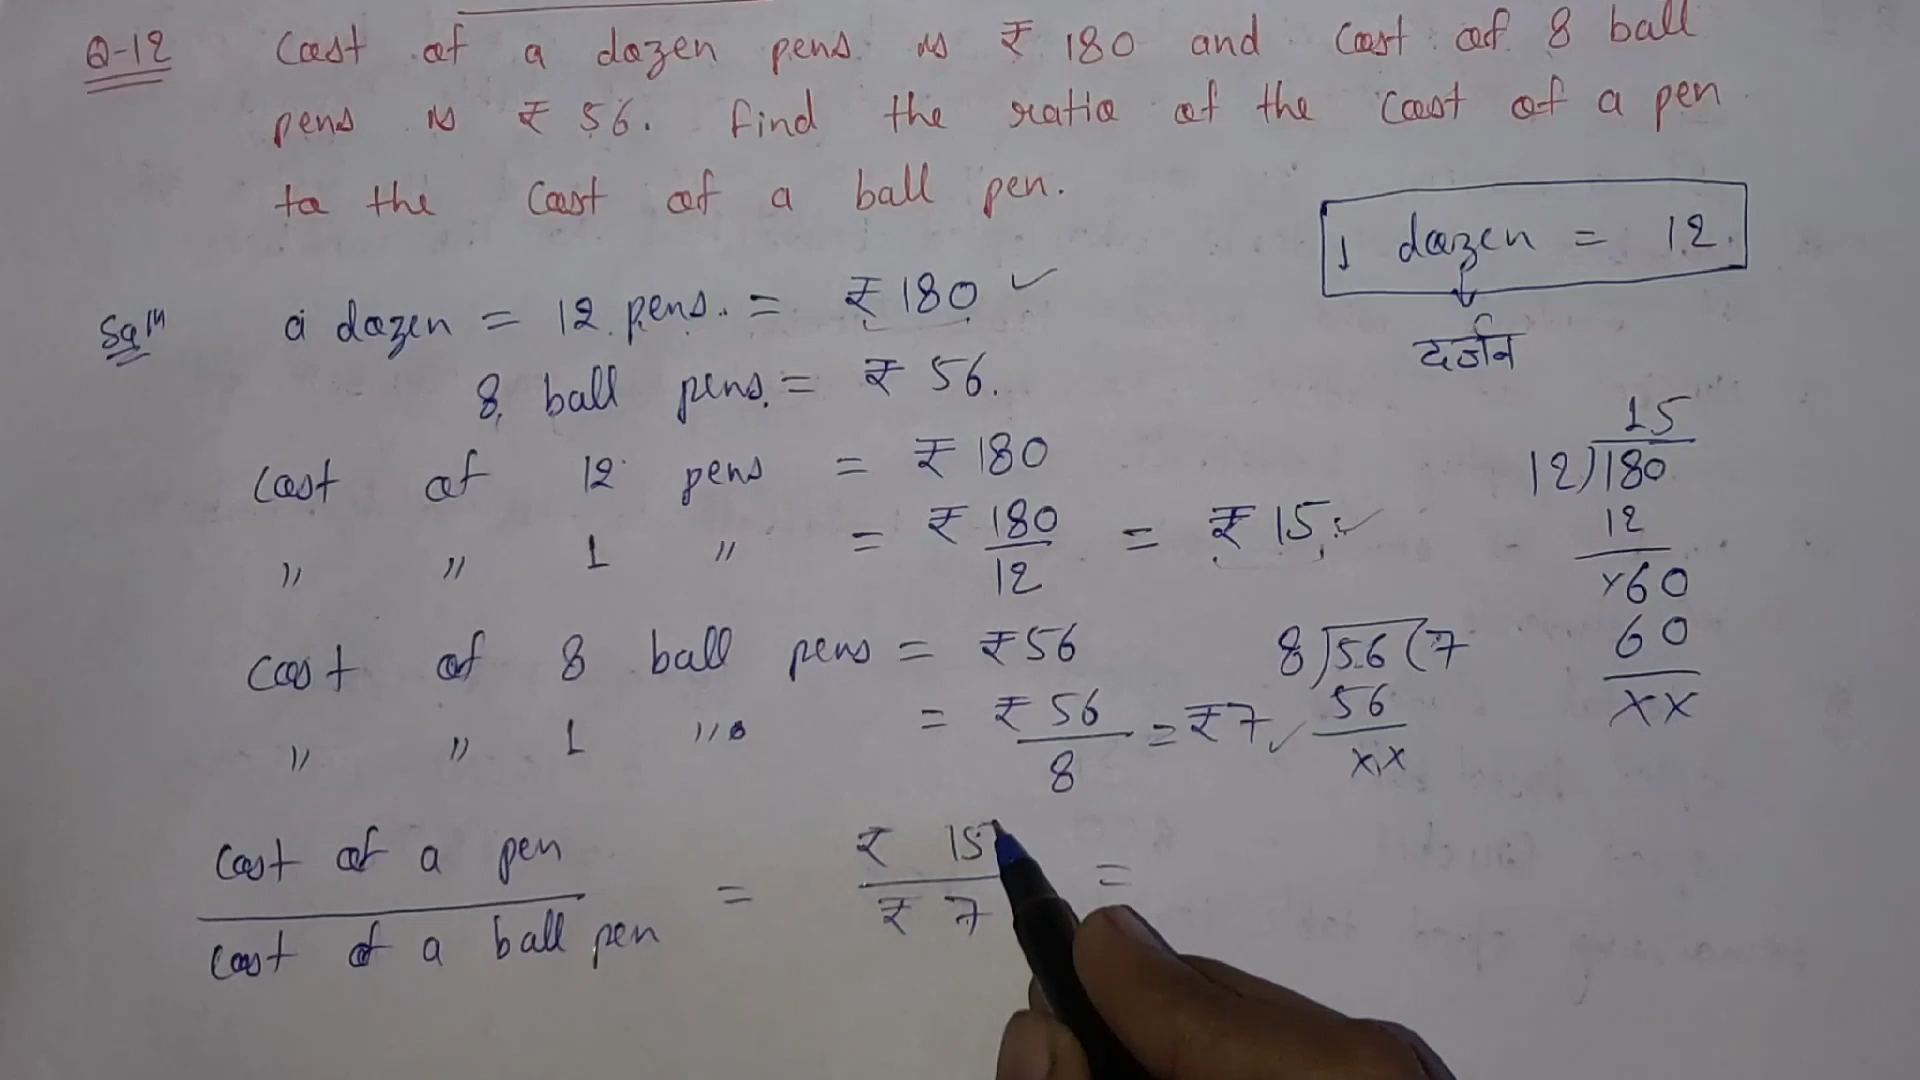 Q-12 Cost of a dozen pens is ₹ 180 and cost of 8 ball
pens is ₹ 56. Find the ratio of the cost of a pen
to the cost of a ball pen.
1 dozen = 12.
दर्जन
Solⁿ a dozen = 12 pens. = ₹ 180 ✓
8 ball pens. = ₹ 56.
Cost of 12 pens = ₹ 180
" " 1 " = ₹ 180/12 = ₹ 15. ✓
15
12)180
12
×60
60
××
Cost of 8 ball pens = ₹56
" " 1 " = ₹ 56/8 = ₹7 ✓
8)56(7
56
××
Cost of a pen / Cost of a ball pen = ₹ 15 / ₹ 7 =